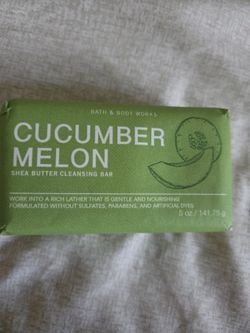 BATH & BODY WORKS
CUCUMBER
MELON
SHEA BUTTER CLEANSING BAR
WORK INTO A RICH LATHER THAT IS GENTLE AND NOURISHING
FORMULATED WITHOUT SULFATES, PARABENS, AND ARTIFICIAL DYES
5 oz / 141.75 g